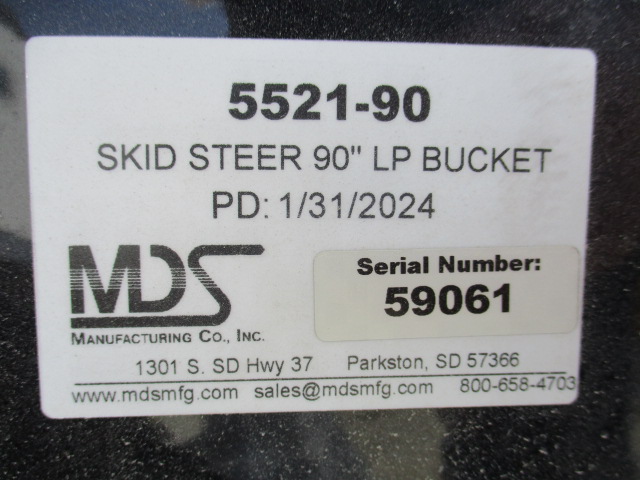 5521-90
SKID STEER 90" LP BUCKET
PD: 1/31/2024
MDS
MANUFACTURING CO., INC.
Serial Number:
59061
1301 S. SD Hwy 37 Parkston, SD 57366
www.mdsmfg.com sales@mdsmfg.com 800-658-4703